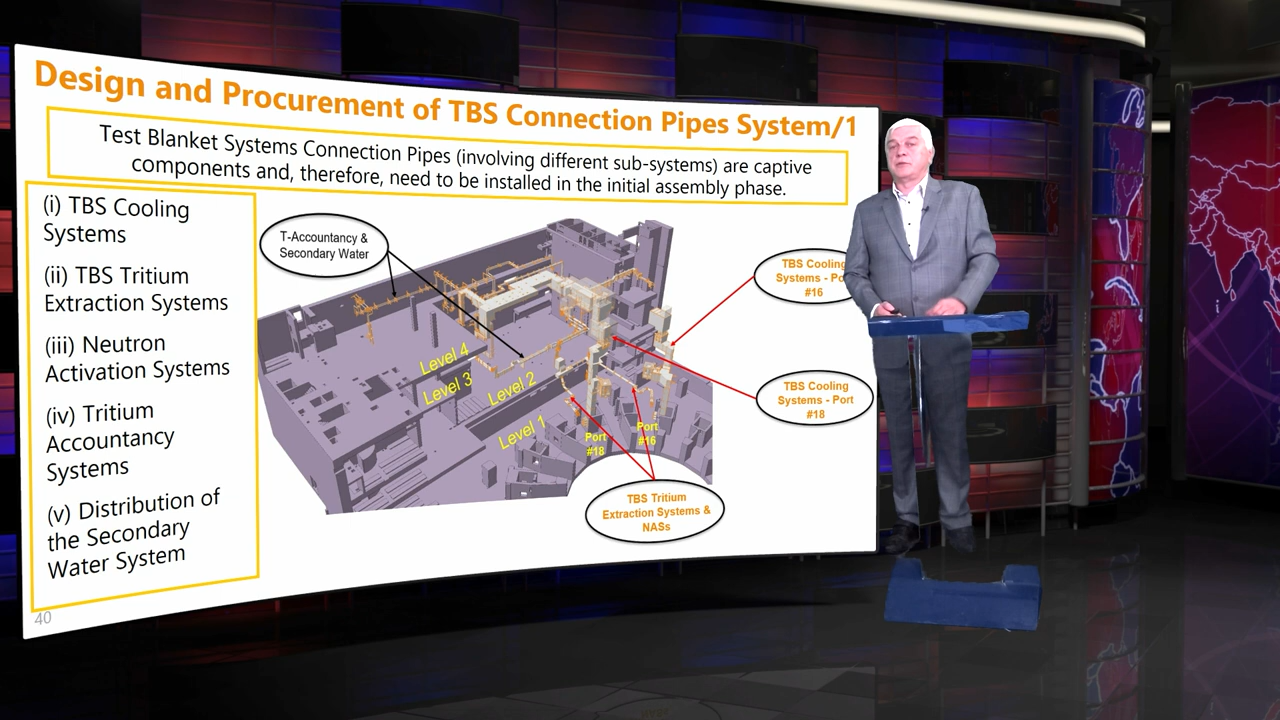 Design and Procurement of TBS Connection Pipes System/1
Test Blanket Systems Connection Pipes (involving different sub-systems) are captive
components and, therefore, need to be installed in the initial assembly phase.
(i) TBS Cooling
Systems
(ii) TBS Tritium
Extraction Systems
(iii) Neutron
Activation Systems
(iv) Tritium
Accountancy
Systems
(v) Distribution of
the Secondary
Water System
T-Accountancy &
Secondary Water
TBS Cooling
Systems - Po
#16
TBS Cooling
Systems - Port
#18
Level 4
Level 3
Level 2
Level 1
Port
#18
Port
#16
TBS Tritium
Extraction Systems &
NASs
40